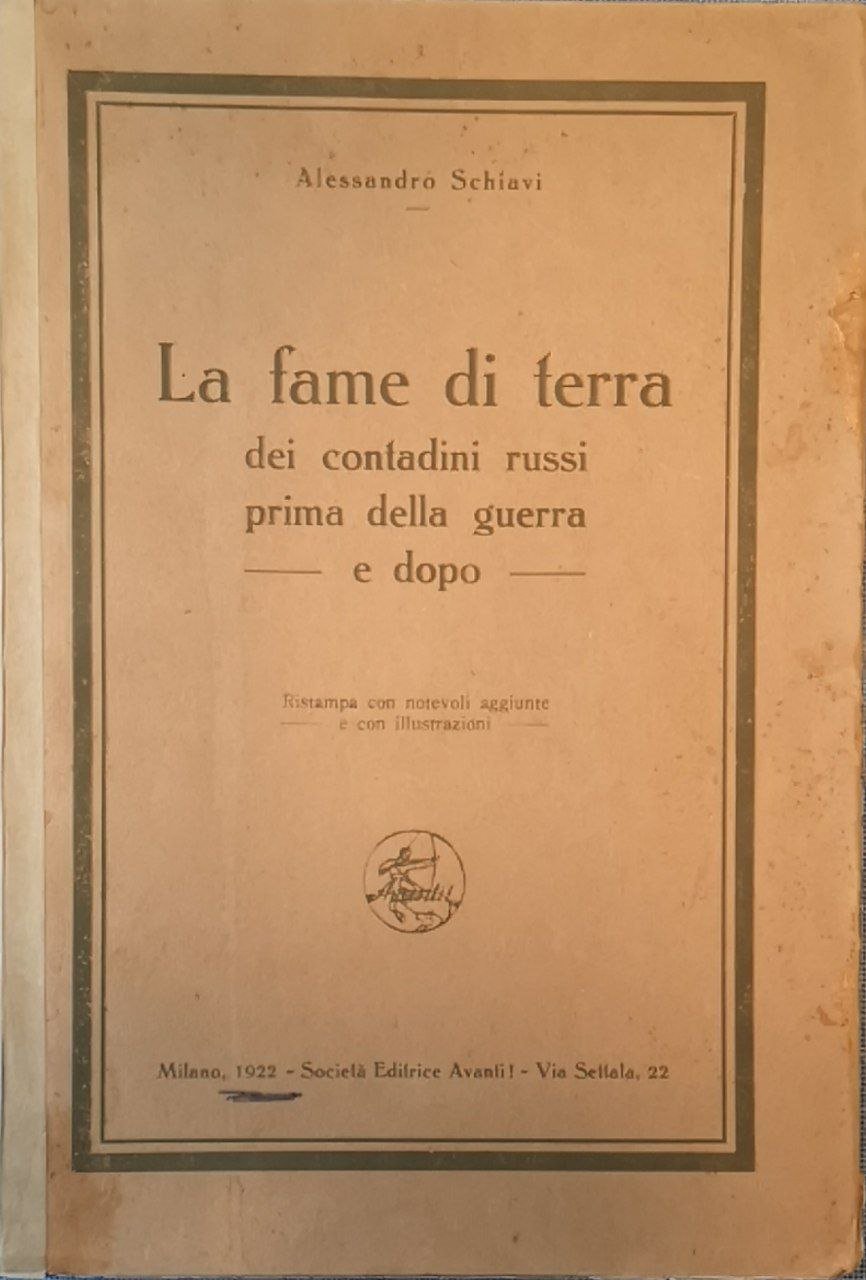 Alessandro Schiavi
La fame di terra
dei contadini russi
prima della guerra
e dopo
Ristampa con notevoli aggiunte
e con illustrazioni
Avanti!
Milano, 1922 - Società Editrice Avanti! - Via Settala, 22